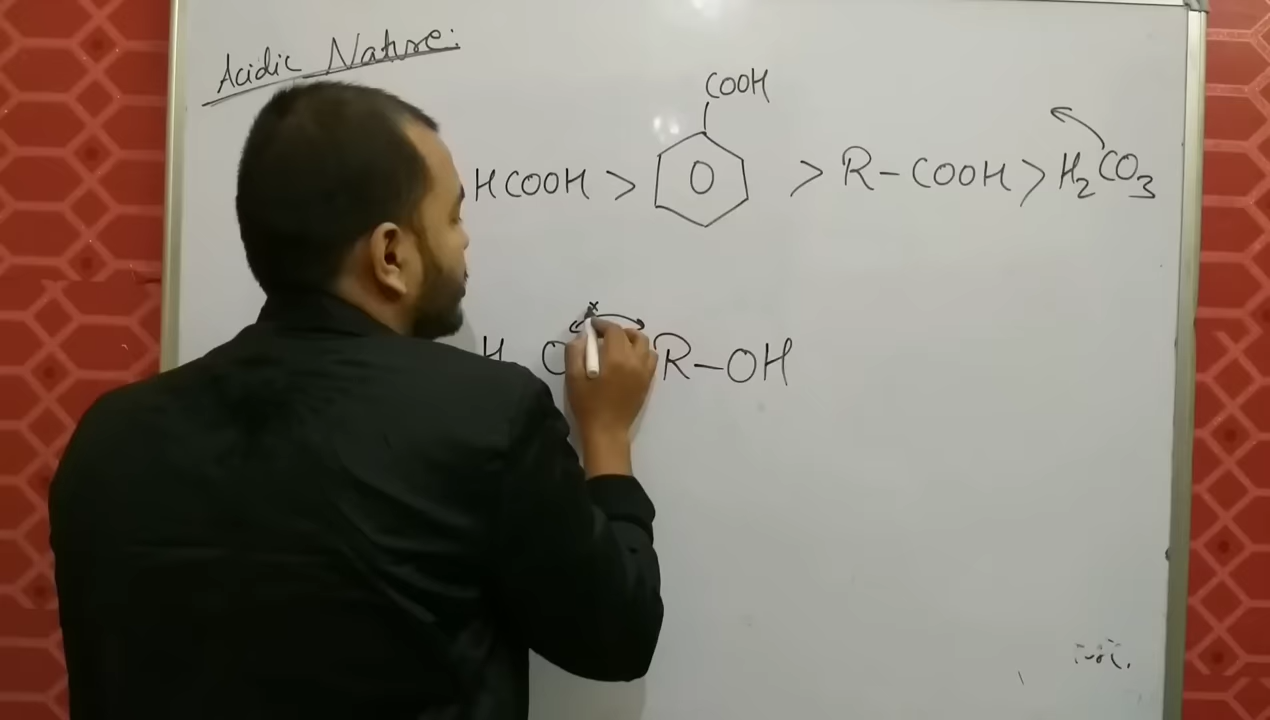 Acidic Nature:
COOH
HCOOH > O > R-COOH > H2CO3
x
H O R-OH